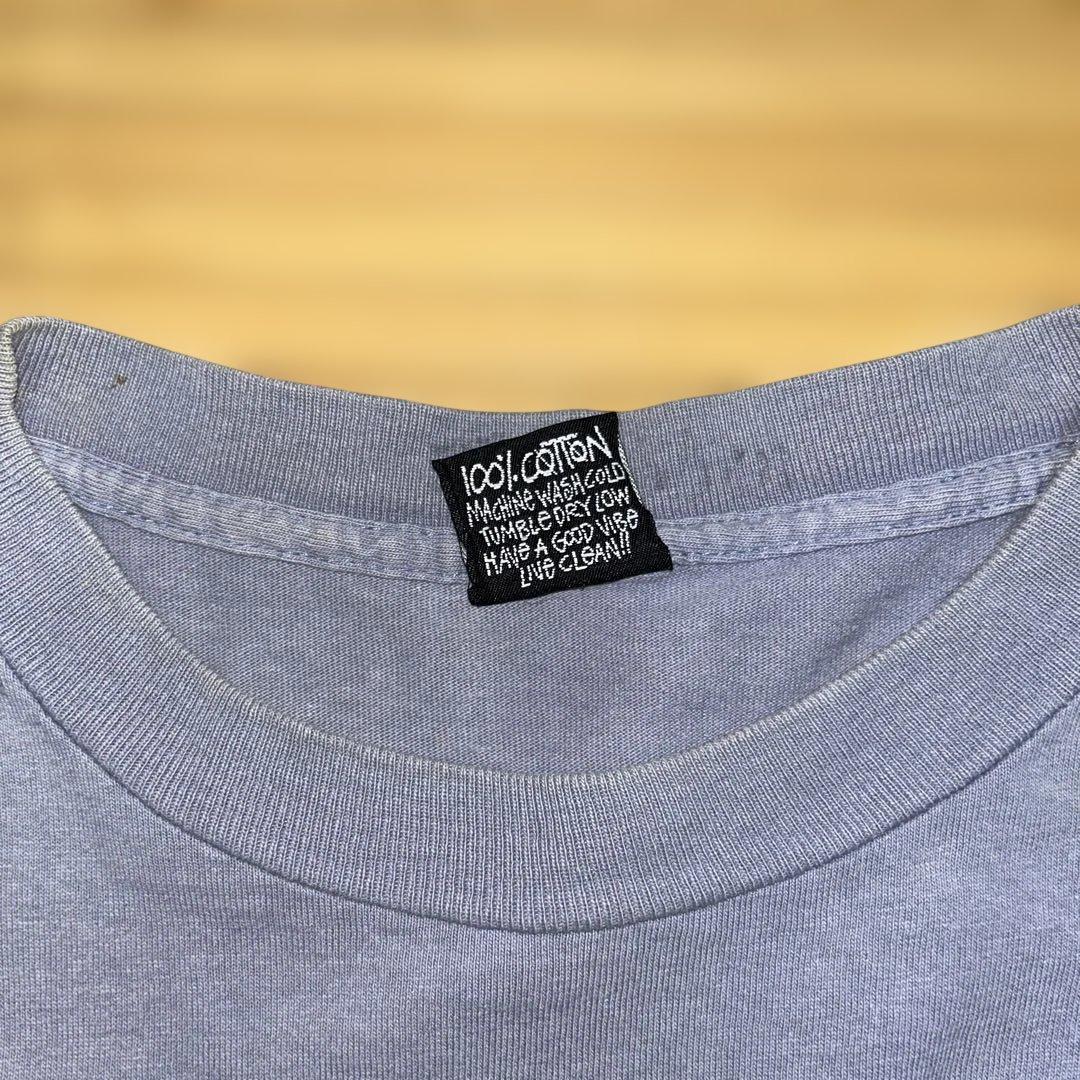 100% COTTON
MACHINE WASH COLD
TUMBLE DRY LOW
HAVE A GOOD VIBE
LIVE CLEAN!!